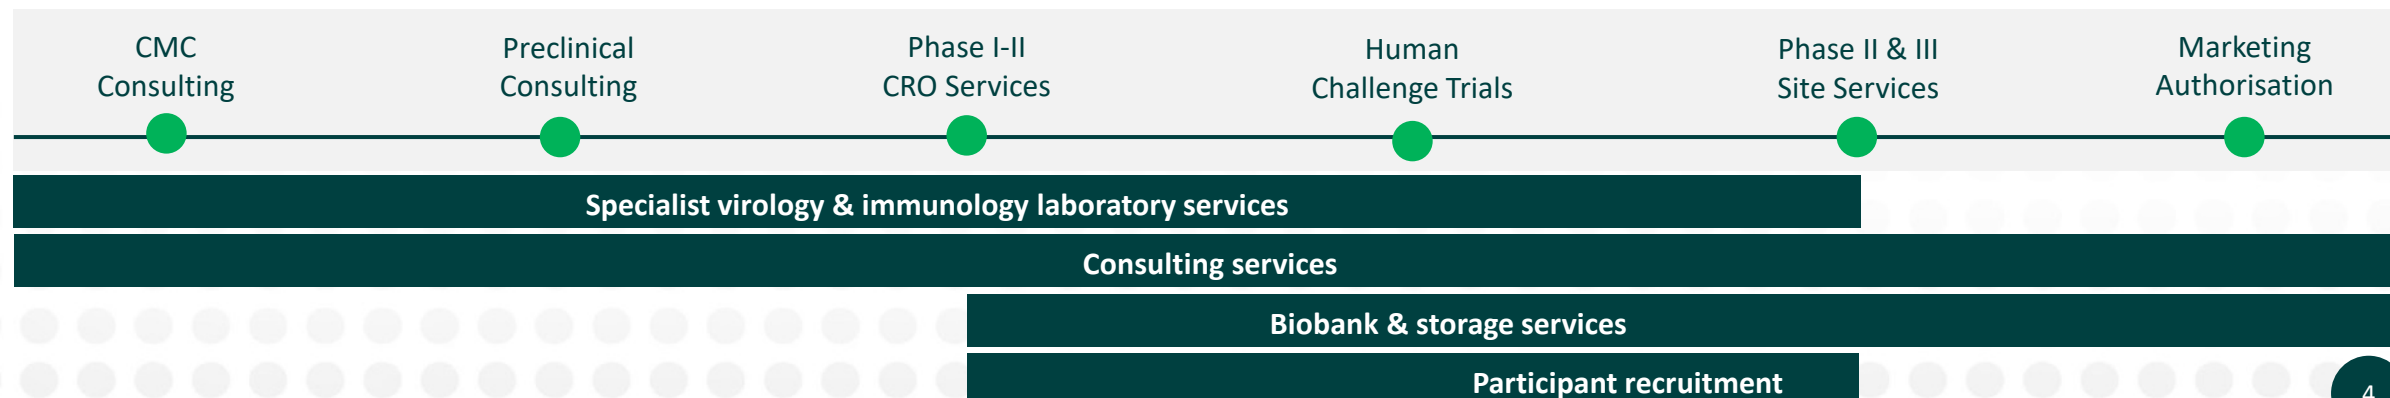 CMC
Consulting
Preclinical
Consulting
Phase I-II
CRO Services
Human
Challenge Trials
Phase II & III
Site Services
Marketing
Authorisation
Specialist virology & immunology laboratory services
Consulting services
Biobank & storage services
Participant recruitment
4